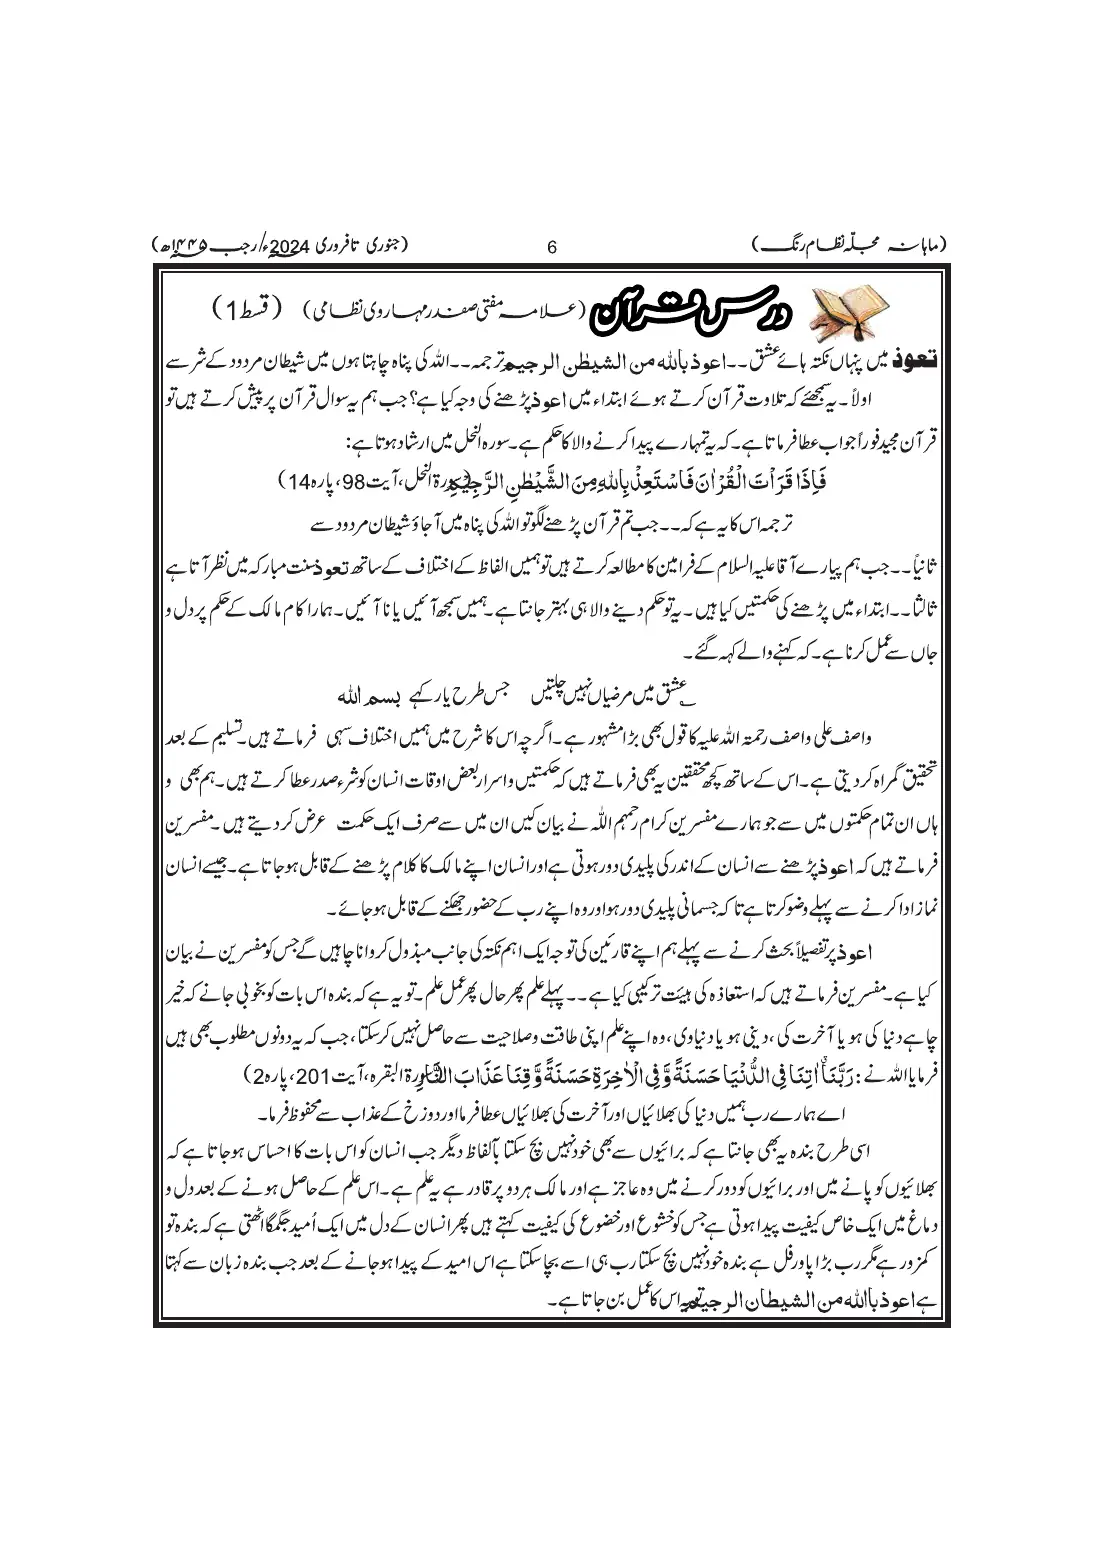 (ماہانہ مجلّہ نظام رنگ) 6 (جنوری تا فروری 2024ء/رجب ۱۴۴۵ھ)
درس قرآن (علامہ مفتی صفدر مہاروی نظامی) (قسط 1)
تعوذ میں پنہاں نکتہ ہائے عشق ۔۔ اعوذ باللہ من الشیطٰن الرجیم ترجمہ۔۔ اللہ کی پناہ چاہتا ہوں میں شیطان مردود کے شر سے
اولاً ۔ یہ سمجھئے کہ تلاوت قرآن کرتے ہوئے ابتداء میں اعوذ پڑھنے کی وجہ کیا ہے؟ جب ہم یہ سوال قرآن پر پیش کرتے ہیں تو
قرآن مجید فوراً جواب عطا فرماتا ہے۔ کہ یہ تمہارے پیدا کرنے والا کا حکم ہے۔ سورہ النحل میں ارشاد ہوتا ہے:
فَاِذَا قَرَاْتَ الْقُرْاٰنَ فَاسْتَعِذْ بِاللّٰهِ مِنَ الشَّیْطٰنِ الرَّجِیْمِ (سورۃ النحل، آیت 98، پارہ 14)
ترجمہ اس کا یہ ہے کہ۔۔ جب تم قرآن پڑھنے لگو تو اللہ کی پناہ میں آجاؤ شیطان مردود سے
ثانیاً۔۔ جب ہم پیارے آقا علیہ السلام کے فرامین کا مطالعہ کرتے ہیں تو ہمیں الفاظ کے اختلاف کے ساتھ تعوذ سنت مبارکہ میں نظر آتا ہے
ثالثا۔۔ ابتداء میں پڑھنے کی حکمتیں کیا ہیں۔ یہ تو حکم دینے والا ہی بہتر جانتا ہے۔ ہمیں سمجھ آئیں یا نا آئیں۔ ہمارا کام مالک کے حکم پر دل و
جاں سے عمل کرنا ہے۔ کہ کہنے والے کہہ گئے۔
؎ عشق میں مرضیاں نہیں چلتیں جس طرح یار کہے بسم اللہ
واصف علی واصف رحمتہ اللہ علیہ کا قول بھی بڑا مشہور ہے۔ اگرچہ اس کا شرح میں ہمیں اختلاف سہی فرماتے ہیں۔ تسلیم کے بعد
تحقیق گمراہ کر دیتی ہے۔ اس کے ساتھ کچھ محققین یہ بھی فرماتے ہیں کہ حکمتیں و اسرار بعض اوقات انسان کو شرء صدر عطا کرتے ہیں۔ ہم بھی و
ہاں ان تمام حکمتوں میں سے جو ہمارے مفسرین کرام رحمہم اللہ نے بیان کیں ان میں سے صرف ایک حکمت عرض کر دیتے ہیں۔ مفسرین
فرماتے ہیں کہ اعوذ پڑھنے سے انسان کے اندر کی پلیدی دور ہوتی ہے اور انسان اپنے مالک کا کلام پڑھنے کے قابل ہو جاتا ہے۔ جیسے انسان
نماز ادا کرنے سے پہلے وضو کرتا ہے تاکہ جسمانی پلیدی دور ہو اور وہ اپنے رب کے حضور جھکنے کے قابل ہو جائے۔
اعوذ پر تفصیلاً بحث کرنے سے پہلے ہم اپنے قارئین کی توجہ ایک اہم نکتہ کی جانب مبذول کروانا چاہیں گے جس کو مفسرین نے بیان
کیا ہے۔ مفسرین فرماتے ہیں کہ استعاذہ کی ہیئت ترکیبی کیا ہے۔۔ پہلے علم پھر حال پھر عمل علم۔ تو یہ ہے کہ بندہ اس بات کو بخوبی جانے کہ خیر
چاہے دنیا کی ہو یا آخرت کی، دینی ہو یا دنیاوی، وہ اپنے علم اپنی طاقت و صلاحیت سے حاصل نہیں کر سکتا، جب کہ یہ دونوں مطلوب بھی ہیں
فرمایا اللہ نے: رَبَّنَاۤ اٰتِنَا فِی الدُّنْیَا حَسَنَةً وَّ فِی الْاٰخِرَةِ حَسَنَةً وَّ قِنَا عَذَابَ النَّارِ (سورۃ البقرہ، آیت 201، پارہ 2)
اے ہمارے رب ہمیں دنیا کی بھلائیاں اور آخرت کی بھلائیاں عطا فرما اور دوزخ کے عذاب سے محفوظ فرما۔
اسی طرح بندہ یہ بھی جانتا ہے کہ برائیوں سے بھی خود نہیں بچ سکتا بآلفاظ دیگر جب انسان کو اس بات کا احساس ہو جاتا ہے کہ
بھلائیوں کو پانے میں اور برائیوں کو دور کرنے میں وہ عاجز ہے اور مالک ہر دو پر قادر ہے یہ علم ہے۔ اس علم کے حاصل ہونے کے بعد دل و
دماغ میں ایک خاص کیفیت پیدا ہوتی ہے جس کو خشوع اور خضوع کی کیفیت کہتے ہیں پھر انسان کے دل میں ایک اُمید جگمگا اٹھتی ہے کہ بندہ تو
کمزور ہے مگر رب بڑا پاورفل ہے بندہ خود نہیں بچ سکتا رب ہی اسے بچا سکتا ہے اس امید کے پیدا ہو جانے کے بعد جب بندہ زبان سے کہتا
ہے اعوذ باللہ من الشیطان الرجیم تو یہ اس کا عمل بن جاتا ہے۔